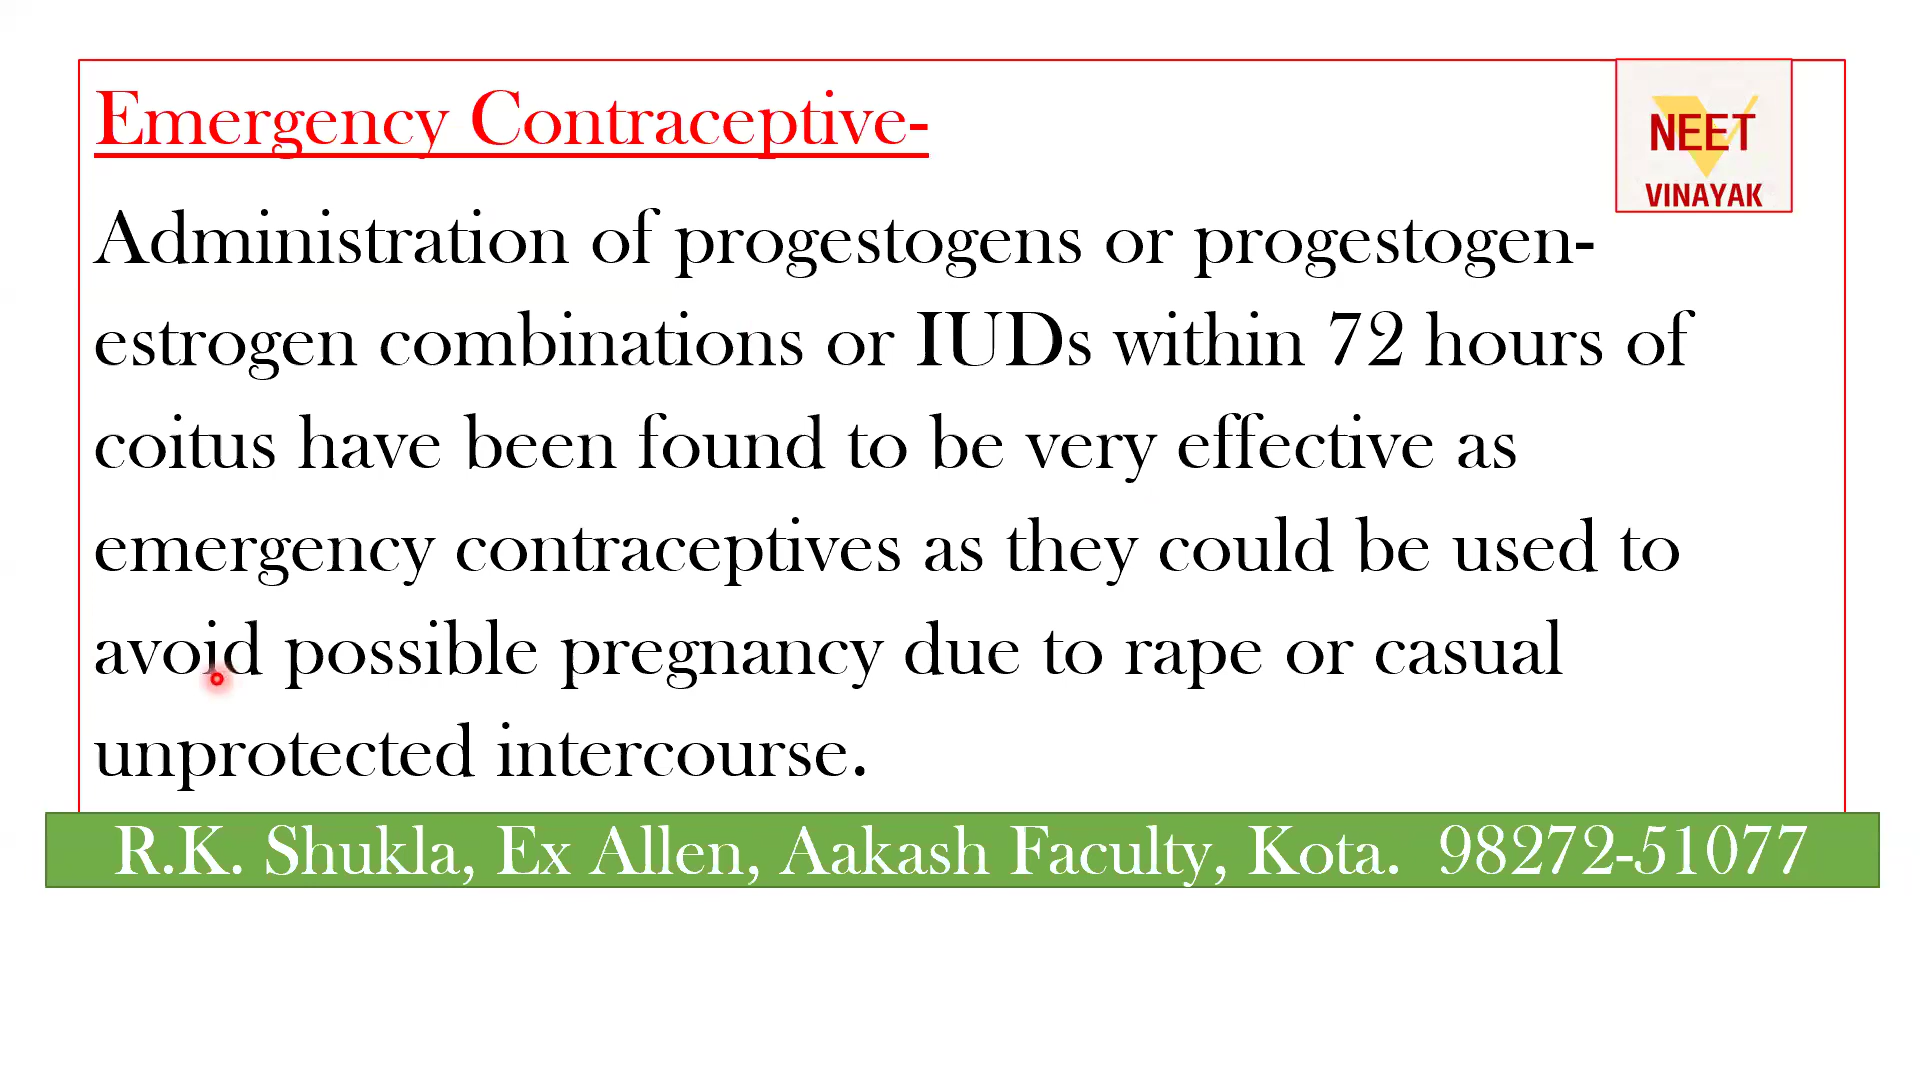 Emergency Contraceptive-
NEET
VINAYAK
Administration of progestogens or progestogen-
estrogen combinations or IUDs within 72 hours of
coitus have been found to be very effective as
emergency contraceptives as they could be used to
avoid possible pregnancy due to rape or casual
unprotected intercourse.
R.K. Shukla, Ex Allen, Aakash Faculty, Kota. 98272-51077